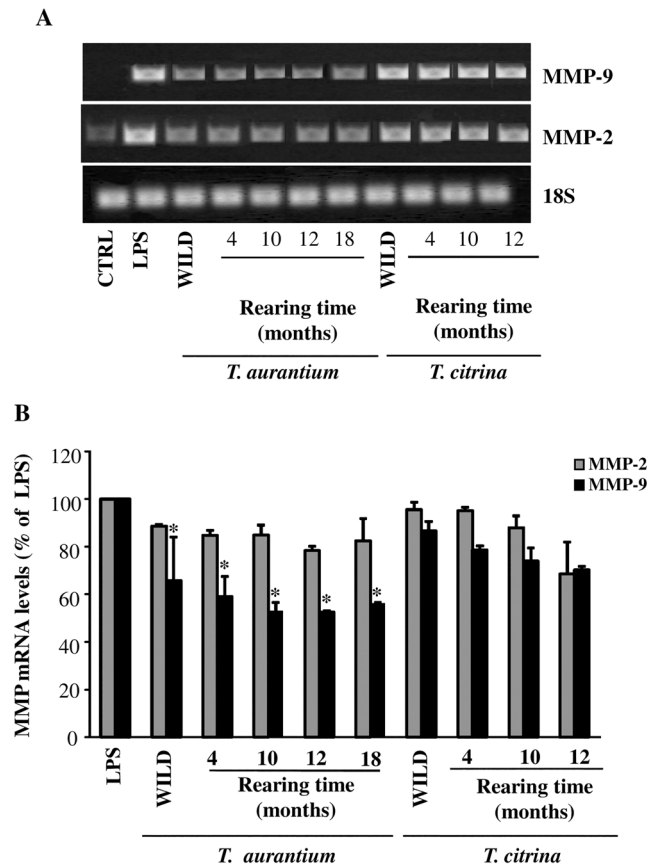 A
MMP-9
MMP-2
18S
CTRL LPS WILD 4 10 12 18 WILD 4 10 12
Rearing time Rearing time
(months) (months)
T. aurantium T. citrina
B
MMP mRNA levels (% of LPS)
120
100
80
60
40
20
0
MMP-2
MMP-9
* * * * *
LPS WILD 4 10 12 18 WILD 4 10 12
Rearing time Rearing time
(months) (months)
T. aurantium T. citrina